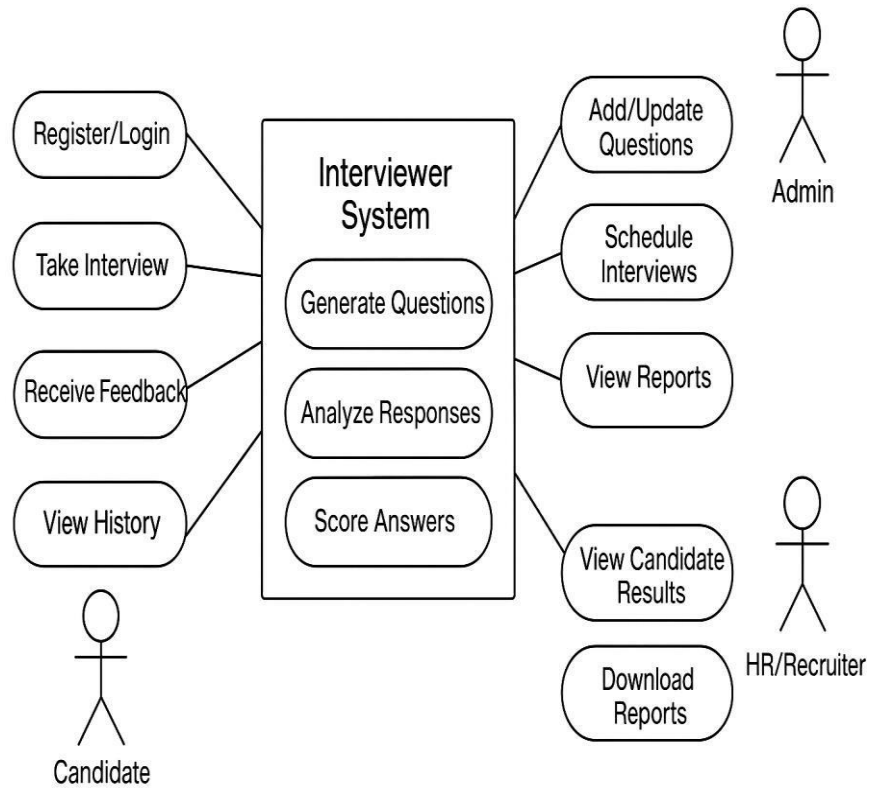 Register/Login
Take Interview
Receive Feedback
View History
Candidate
Interviewer
System
Generate Questions
Analyze Responses
Score Answers
Add/Update
Questions
Admin
Schedule
Interviews
View Reports
View Candidate
Results
HR/Recruiter
Download
Reports